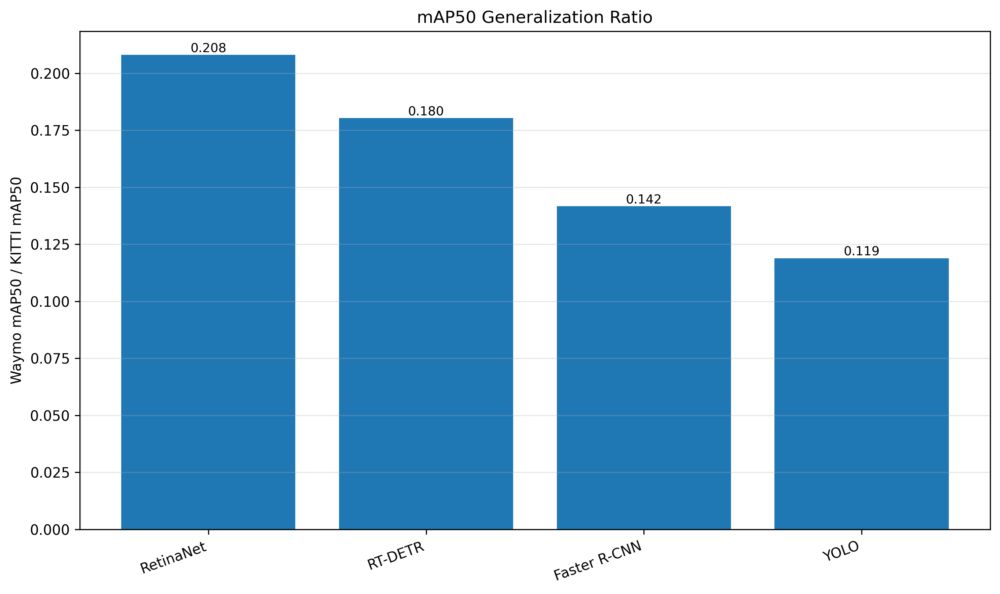 mAP50 Generalization Ratio
Waymo mAP50 / KITTI mAP50
0.200
0.175
0.150
0.125
0.100
0.075
0.050
0.025
0.000
0.208
0.180
0.142
0.119
RetinaNet
RT-DETR
Faster R-CNN
YOLO